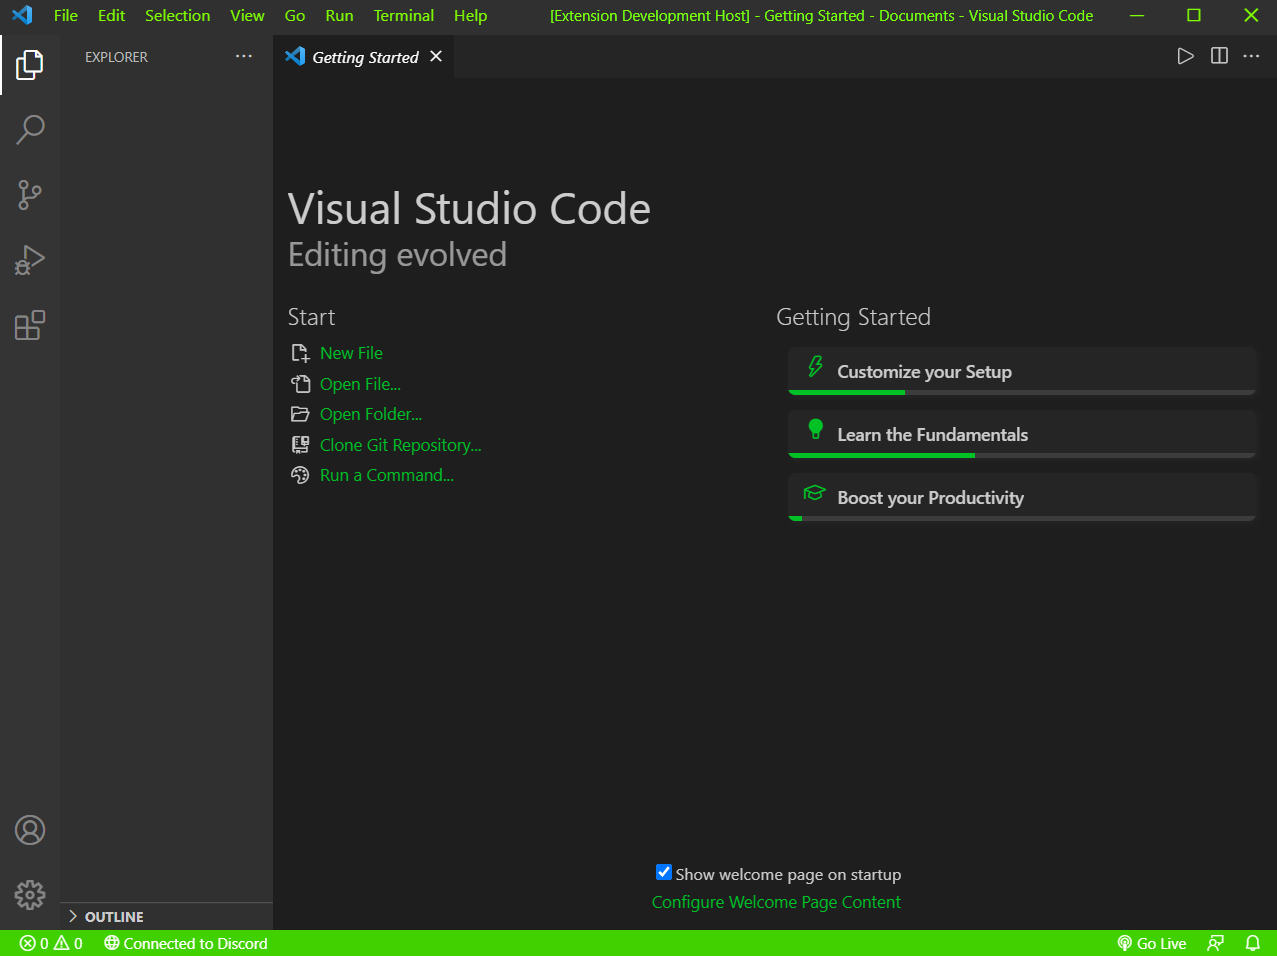 File Edit Selection View Go Run Terminal Help [Extension Development Host] - Getting Started - Documents - Visual Studio Code
EXPLORER
Getting Started
Visual Studio Code
Editing evolved
Start
New File
Open File...
Open Folder...
Clone Git Repository...
Run a Command...
Getting Started
Customize your Setup
Learn the Fundamentals
Boost your Productivity
Show welcome page on startup
Configure Welcome Page Content
OUTLINE
0 0 Connected to Discord Go Live